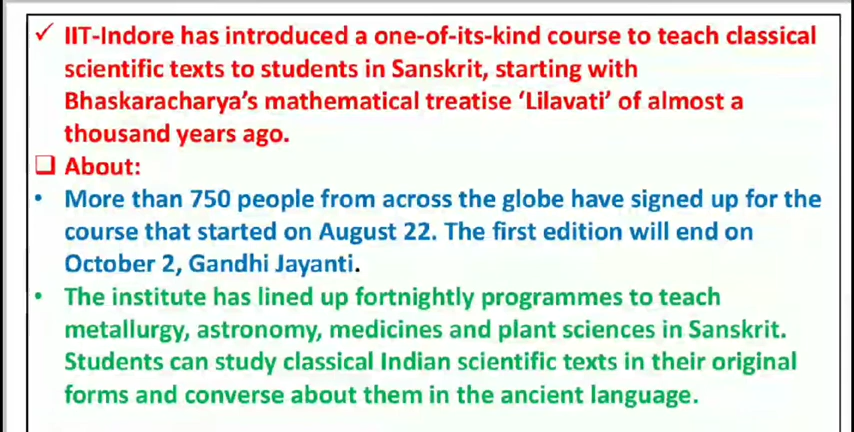 ✓ IIT-Indore has introduced a one-of-its-kind course to teach classical
scientific texts to students in Sanskrit, starting with
Bhaskaracharya’s mathematical treatise ‘Lilavati’ of almost a
thousand years ago.
❑ About:
• More than 750 people from across the globe have signed up for the
course that started on August 22. The first edition will end on
October 2, Gandhi Jayanti.
• The institute has lined up fortnightly programmes to teach
metallurgy, astronomy, medicines and plant sciences in Sanskrit.
Students can study classical Indian scientific texts in their original
forms and converse about them in the ancient language.